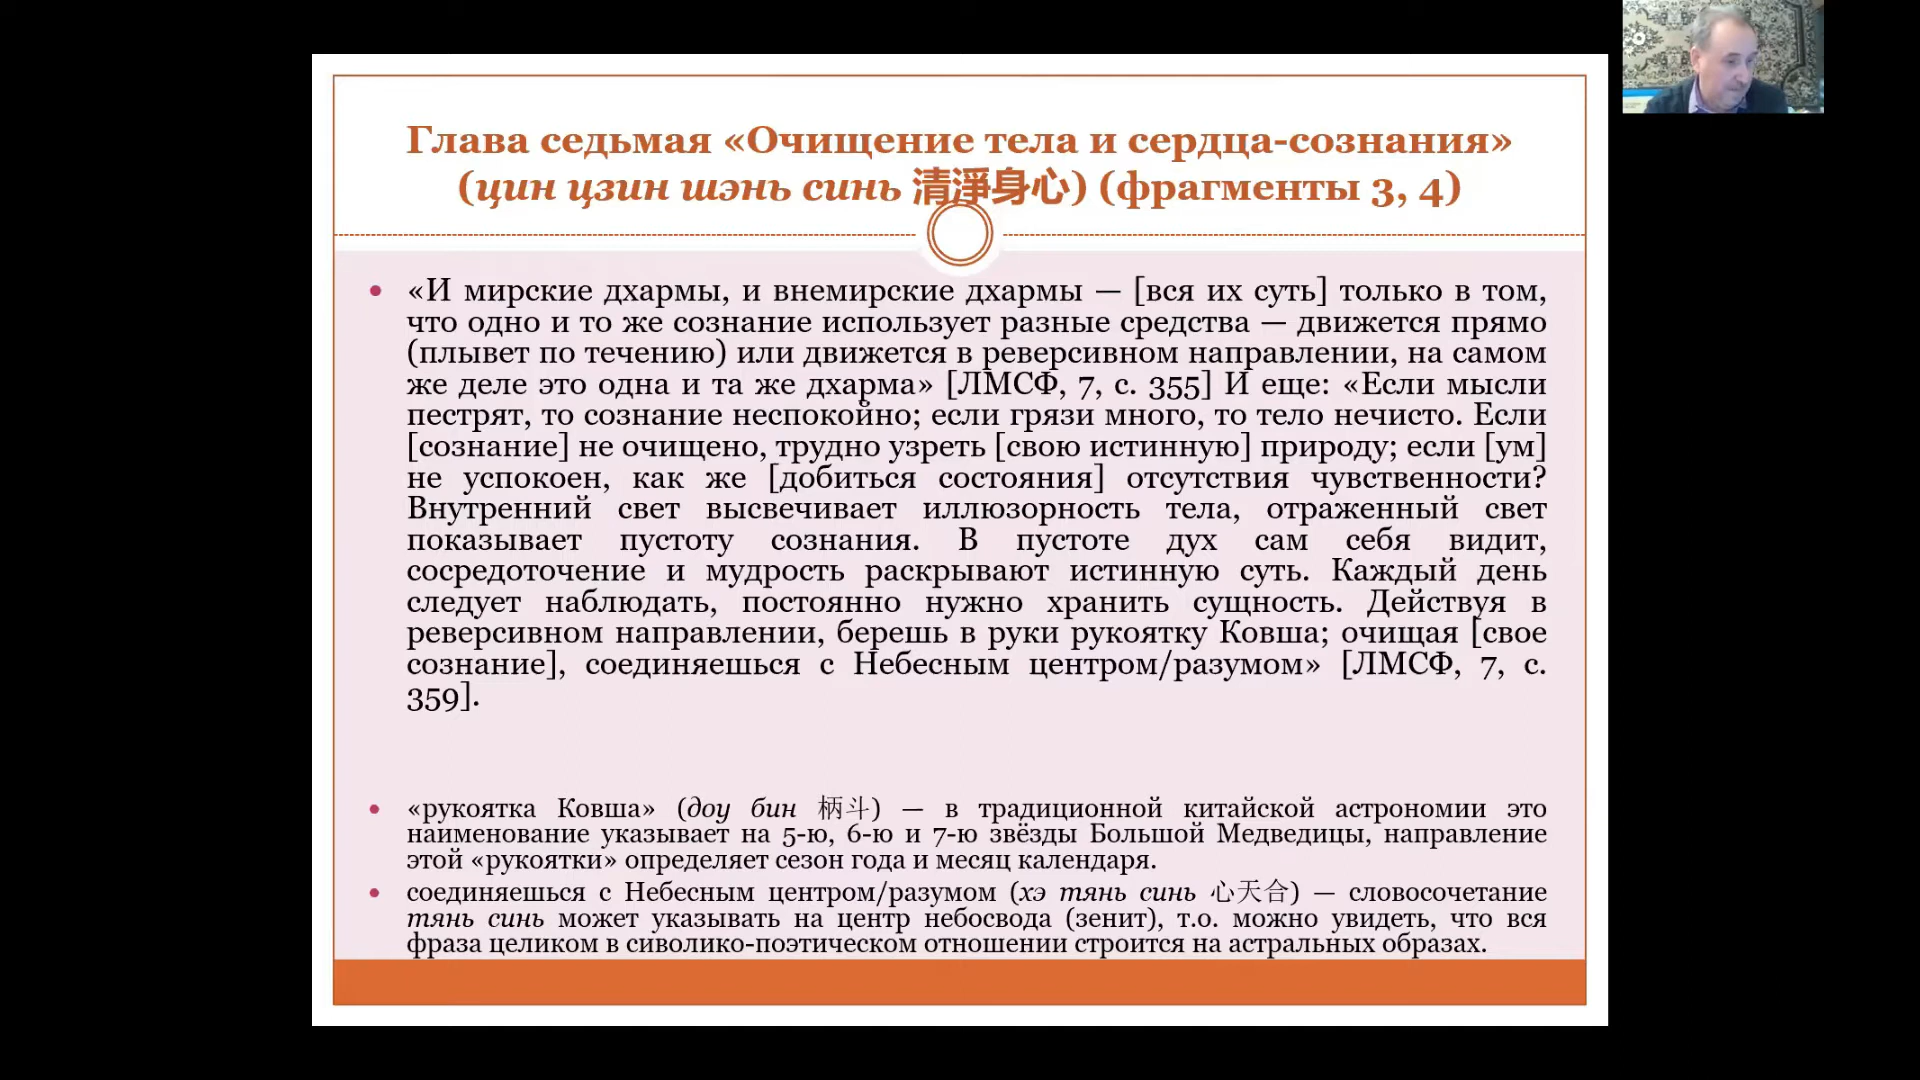 Глава седьмая «Очищение тела и сердца-сознания»
(цин цзин шэнь синь 清淨身心) (фрагменты 3, 4)
• «И мирские дхармы, и внемирские дхармы — [вся их суть] только в том,
что одно и то же сознание использует разные средства — движется прямо
(плывет по течению) или движется в реверсивном направлении, на самом
же деле это одна и та же дхарма» [ЛМСФ, 7, с. 355] И еще: «Если мысли
пестрят, то сознание неспокойно; если грязи много, то тело нечисто. Если
[сознание] не очищено, трудно узреть [свою истинную] природу; если [ум]
не успокоен, как же [добиться состояния] отсутствия чувственности?
Внутренний свет высвечивает иллюзорность тела, отраженный свет
показывает пустоту сознания. В пустоте дух сам себя видит,
сосредоточение и мудрость раскрывают истинную суть. Каждый день
следует наблюдать, постоянно нужно хранить сущность. Действуя в
реверсивном направлении, берешь в руки рукоятку Ковша; очищая [свое
сознание], соединяешься с Небесным центром/разумом» [ЛМСФ, 7, с.
359].
• «рукоятка Ковша» (доу бин 柄斗) — в традиционной китайской астрономии это
наименование указывает на 5-ю, 6-ю и 7-ю звёзды Большой Медведицы, направление
этой «рукоятки» определяет сезон года и месяц календаря.
• соединяешься с Небесным центром/разумом (хэ тянь синь 心天合) — словосочетание
тянь синь может указывать на центр небосвода (зенит), т.о. можно увидеть, что вся
фраза целиком в сиволико-поэтическом отношении строится на астральных образах.